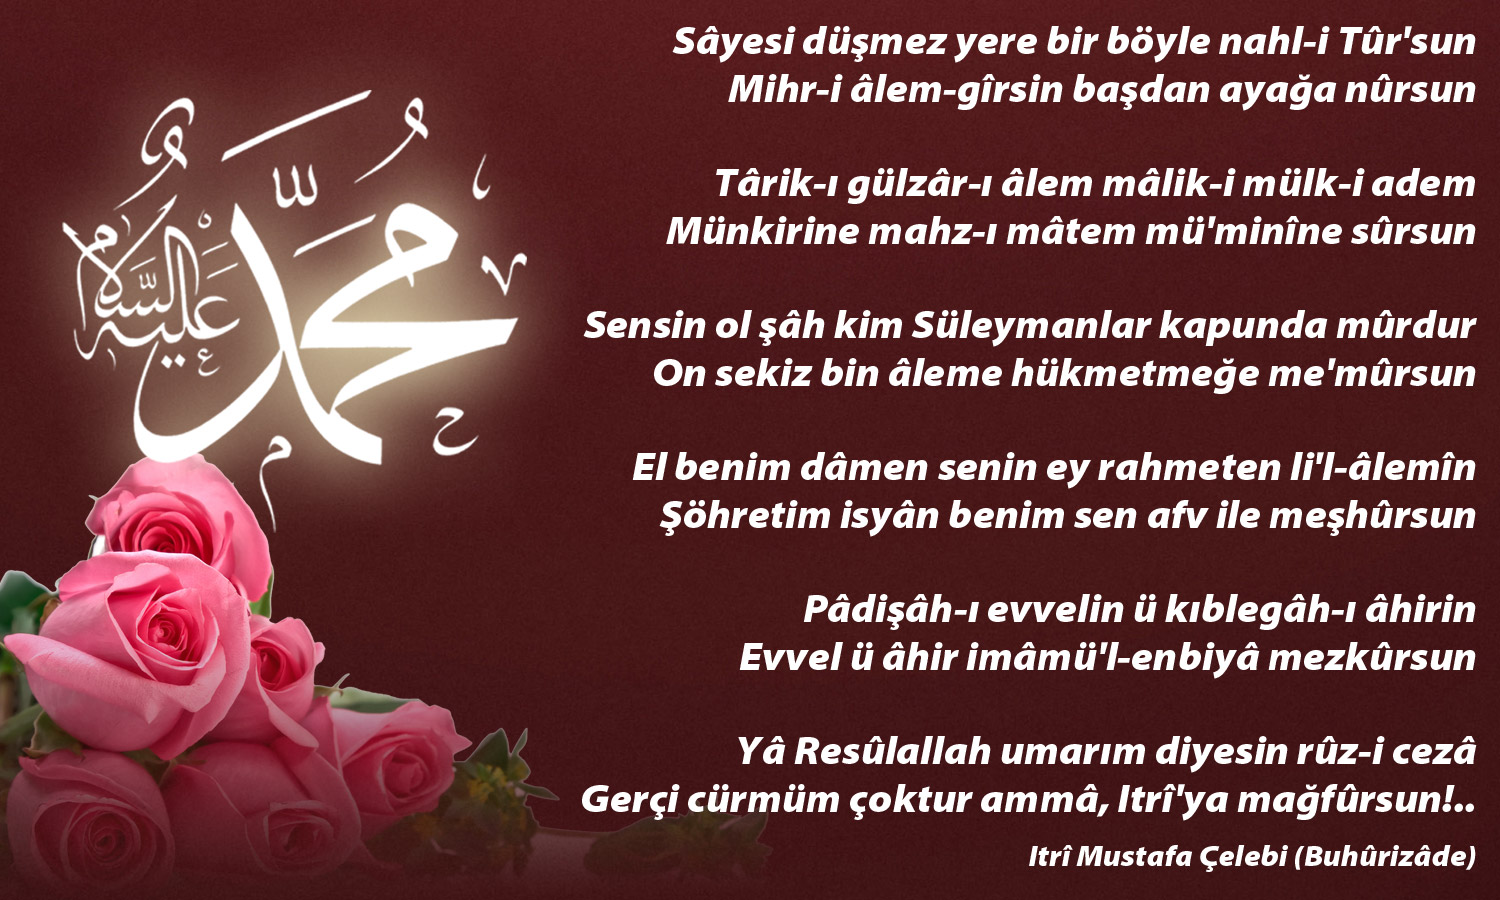 محمد
عليه السلام
Sâyesi düşmez yere bir böyle nahl-i Tûr'sun
Mihr-i âlem-gîrsin başdan ayağa nûrsun
Târik-ı gülzâr-ı âlem mâlik-i mülk-i adem
Münkirine mahz-ı mâtem mü'minîne sûrsun
Sensin ol şâh kim Süleymanlar kapunda mûrdur
On sekiz bin âleme hükmetmeğe me'mûrsun
El benim dâmen senin ey rahmeten li'l-âlemîn
Şöhretim isyân benim sen afv ile meşhûrsun
Pâdişâh-ı evvelin ü kıblegâh-ı âhirin
Evvel ü âhir imâmü'l-enbiyâ mezkûrsun
Yâ Resûlallah umarım diyesin rûz-i cezâ
Gerçi cürmüm çoktur ammâ, Itrî'ya mağfûrsun!..
Itrî Mustafa Çelebi (Buhûrizâde)